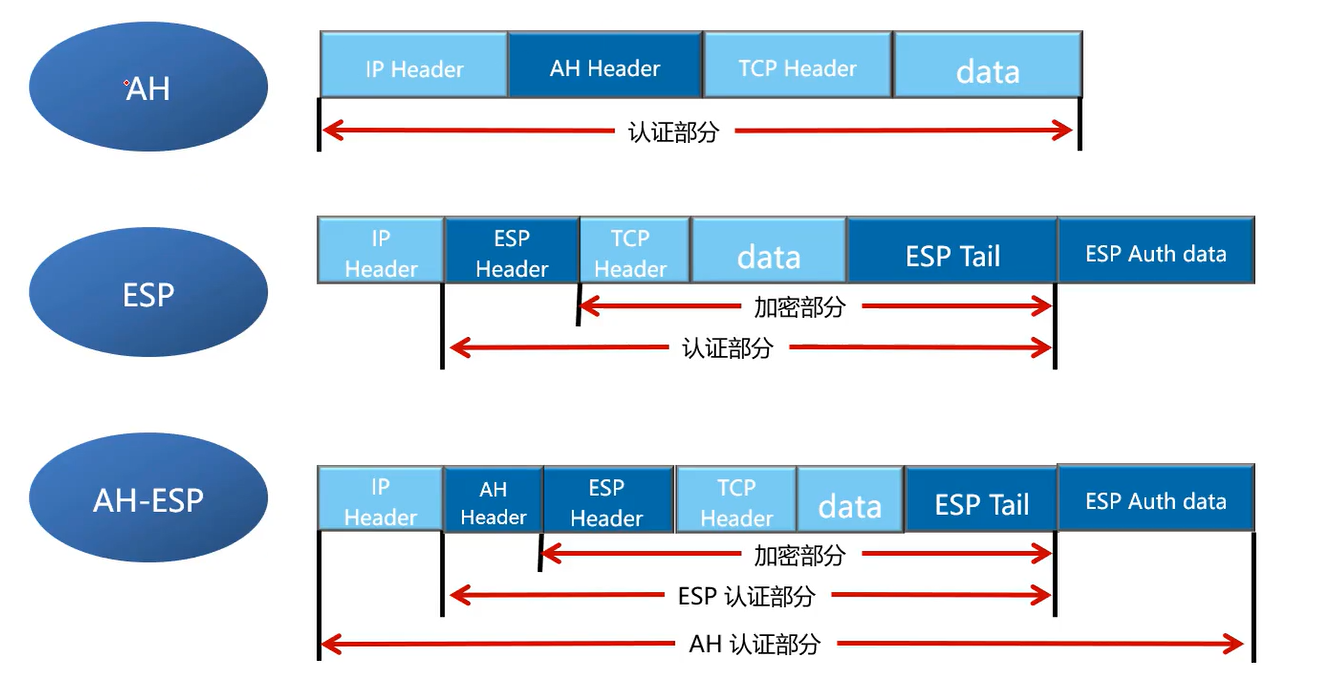 AH
IP Header
AH Header
TCP Header
data
认证部分
ESP
IP
Header
ESP
Header
TCP
Header
data
ESP Tail
ESP Auth data
加密部分
认证部分
AH-ESP
IP
Header
AH
Header
ESP
Header
TCP
Header
data
ESP Tail
ESP Auth data
加密部分
ESP 认证部分
AH 认证部分